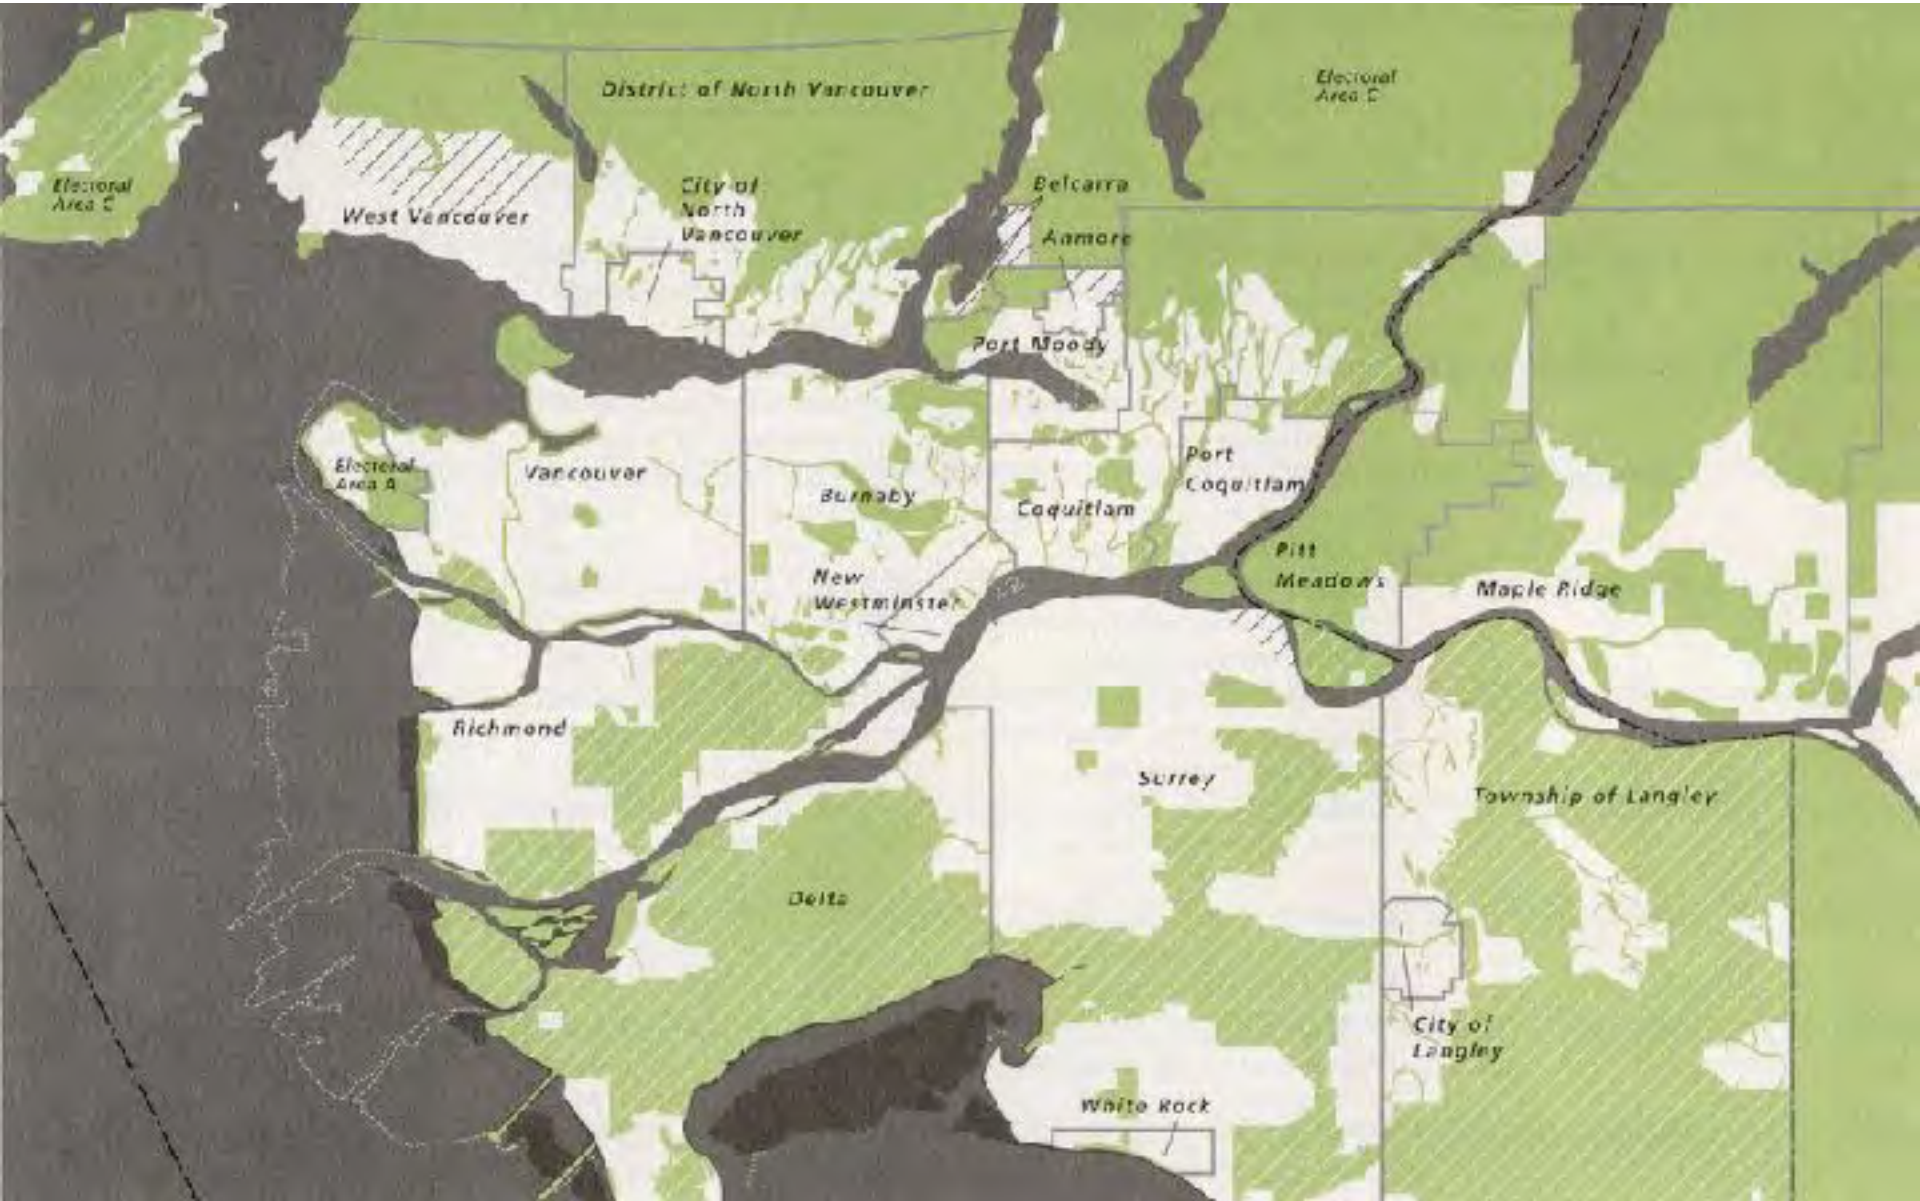 District of North Vancouver
Electoral
Area C
Electoral
Area C
West Vancouver
City of
North
Vancouver
Belcarra
Anmore
Port Moody
Electoral
Area A
Vancouver
Burnaby
Coquitlam
Port
Coquitlam
New
Westminster
Pitt
Meadows
Maple Ridge
Richmond
Surrey
Township of Langley
Delta
City of
Langley
White Rock